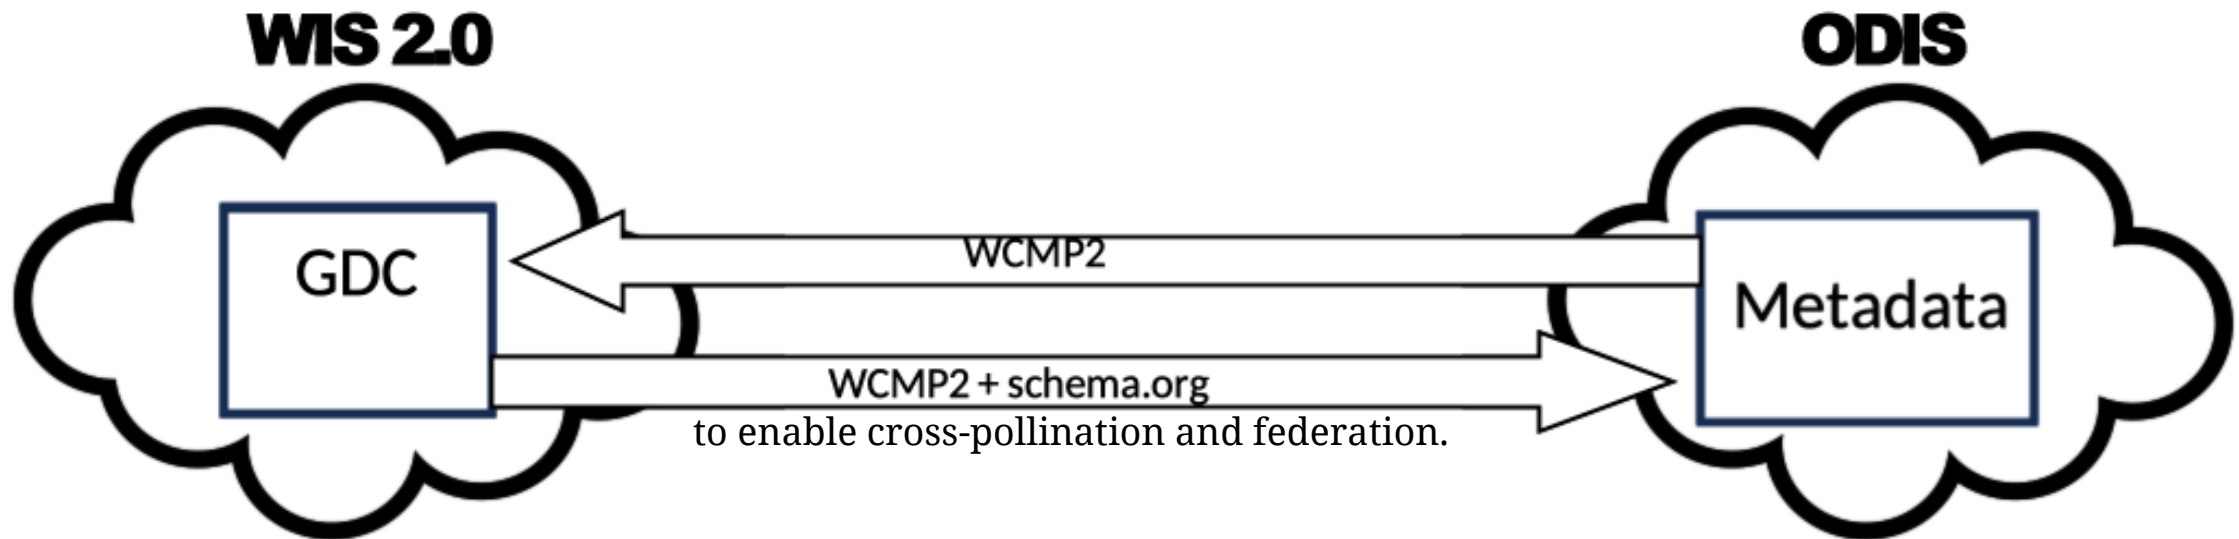 WIS 2.0
ODIS
GDC
WCMP2
Metadata
WCMP2 + schema.org
to enable cross-pollination and federation.